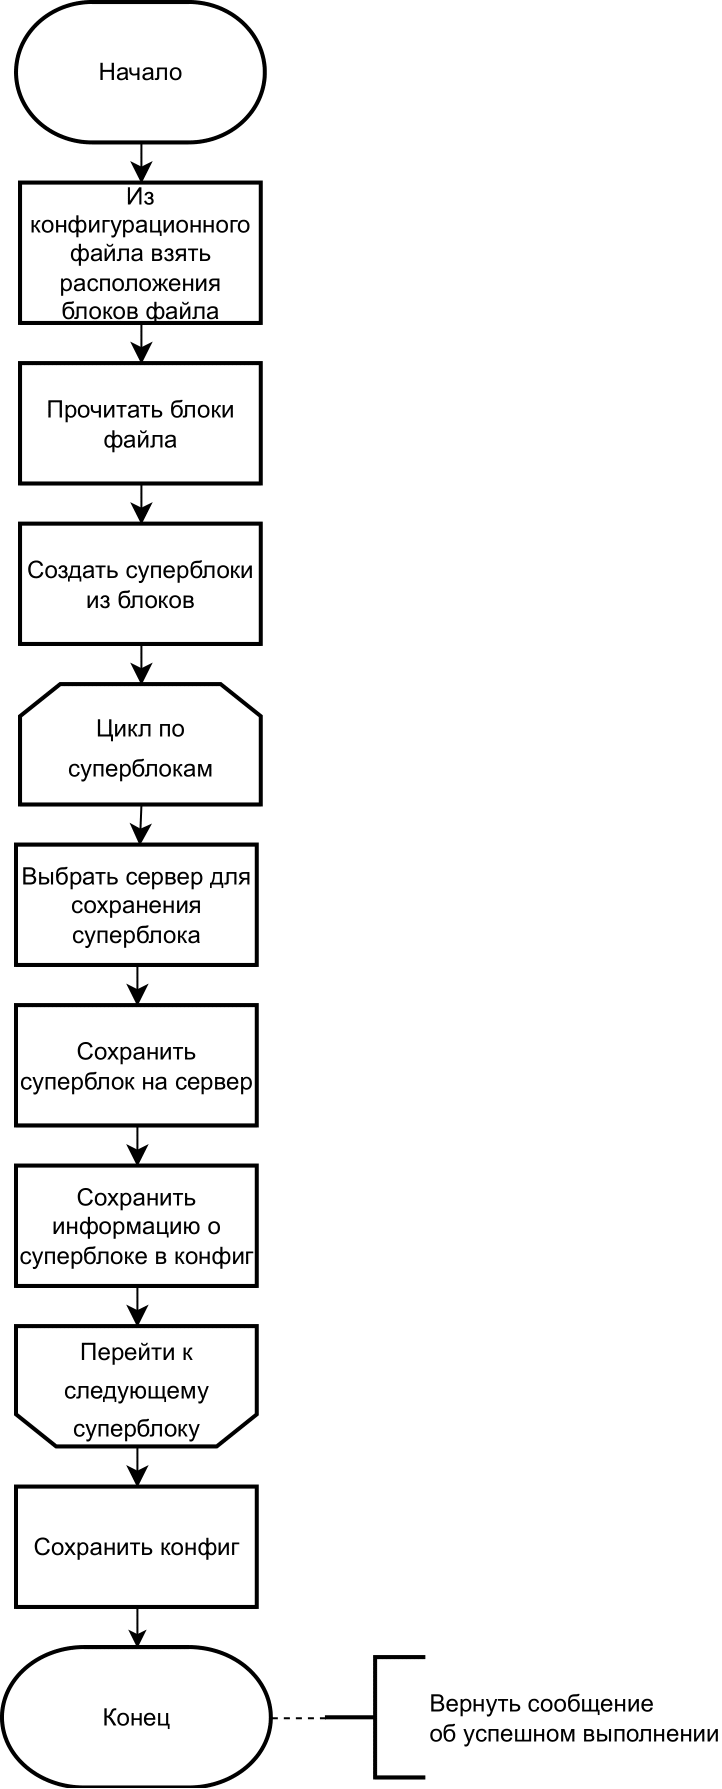 Начало
Из
конфигурационного
файла взять
расположения
блоков файла
Прочитать блоки
файла
Создать суперблоки
из блоков
Цикл по
суперблокам
Выбрать сервер для
сохранения
суперблока
Сохранить
суперблок на сервер
Сохранить
информацию о
суперблоке в конфиг
Перейти к
следующему
суперблоку
Сохранить конфиг
Конец
Вернуть сообщение
об успешном выполнении